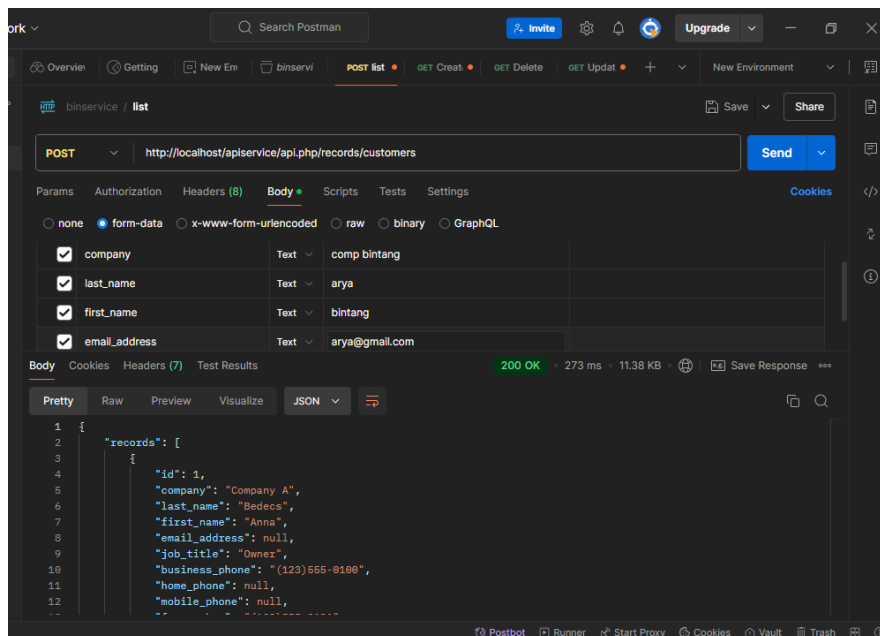 ork
Search Postman
Invite
Upgrade
Overvie
Getting
New En
binservi
POST list
GET Creat
GET Delete
GET Updat
New Environment
HTTP binservice / list
Save
Share
POST
http://localhost/apiservice/api.php/records/customers
Send
Params Authorization Headers (8) Body Scripts Tests Settings
Cookies
none form-data x-www-form-urlencoded raw binary GraphQL
company Text comp bintang
last_name Text arya
first_name Text bintang
email_address Text arya@gmail.com
Body Cookies Headers (7) Test Results
200 OK 273 ms 11.38 KB
Save Response
Pretty Raw Preview Visualize JSON
1 {
2 "records": [
3 {
4 "id": 1,
5 "company": "Company A",
6 "last_name": "Bedecs",
7 "first_name": "Anna",
8 "email_address": null,
9 "job_title": "Owner",
10 "business_phone": "(123)555-0100",
11 "home_phone": null,
12 "mobile_phone": null,
Postbot Runner Start Proxy Cookies Vault Trash